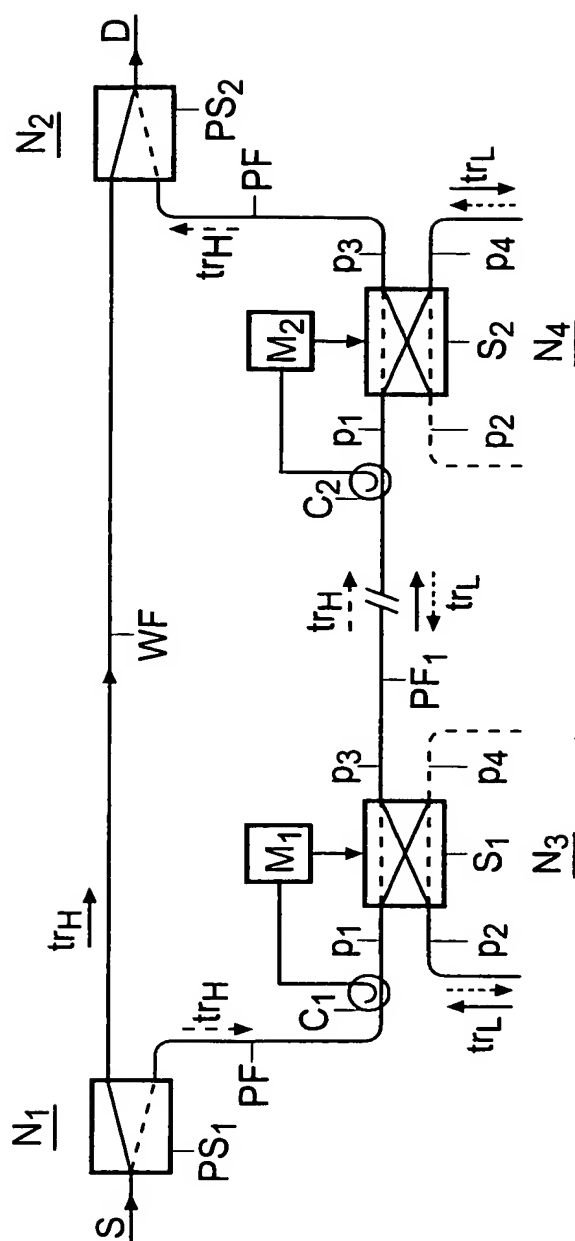 N1
N2
S
PS1
trH
WF
PS2
D
trH
PF
trH
PF
M1
M2
C1
p1
p3
PF1
trH
trL
C2
p1
p3
trL
p2
S1
p4
N3
trL
p2
S2
p4
N4